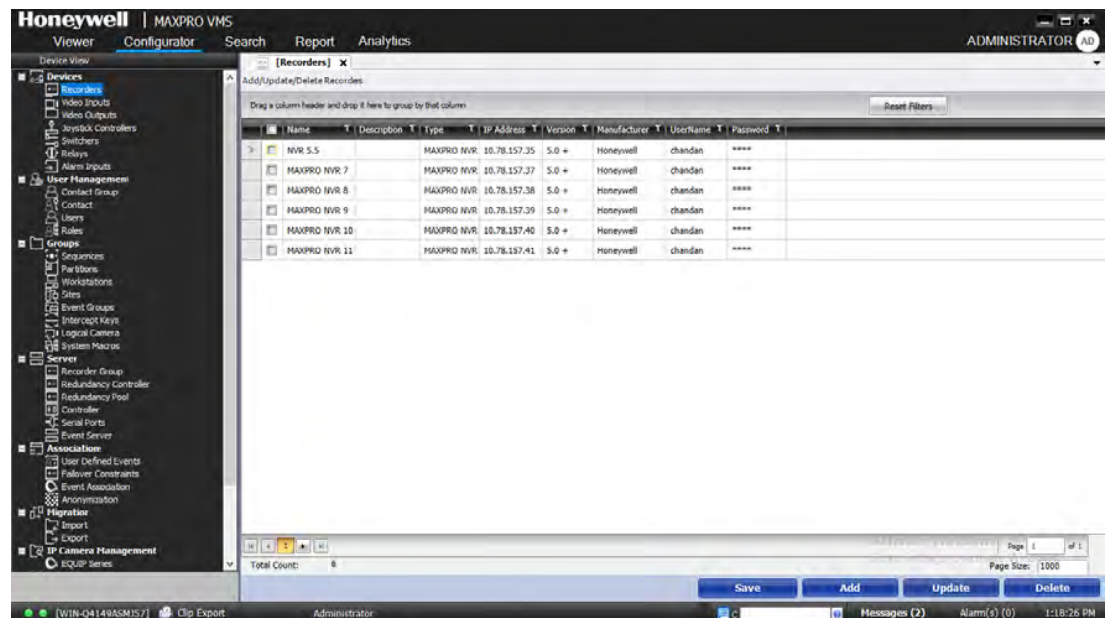 Honeywell | MAXPRO VMS
Viewer Configurator Search Report Analytics ADMINISTRATOR AD
Device View
[Recorders] X
Devices
Recorders
Video Inputs
Video Outputs
Joystick Controllers
Switchers
Relays
Alarm Inputs
User Management
Contact Group
Contact
Users
Roles
Groups
Sequences
Partitions
Workstations
Sites
Event Groups
Intercept Keys
Logical Camera
System Macros
Server
Recorder Group
Redundancy Controller
Redundancy Pool
Controller
Serial Ports
Event Server
Association
User Defined Events
Failover Constraints
Event Association
Anonymization
Migration
Import
Export
IP Camera Management
EQUIP Series
Add/Update/Delete Recorders
Drag a column header and drop it here to group by that column Reset Filters
Name Description Type IP Address Version Manufacturer UserName Password
NVR 5.5 MAXPRO NVR 10.78.157.35 5.0 + Honeywell chandan ****
MAXPRO NVR 7 MAXPRO NVR 10.78.157.37 5.0 + Honeywell chandan ****
MAXPRO NVR 8 MAXPRO NVR 10.78.157.38 5.0 + Honeywell chandan ****
MAXPRO NVR 9 MAXPRO NVR 10.78.157.39 5.0 + Honeywell chandan ****
MAXPRO NVR 10 MAXPRO NVR 10.78.157.40 5.0 + Honeywell chandan ****
MAXPRO NVR 11 MAXPRO NVR 10.78.157.41 5.0 + Honeywell chandan ****
1 Page 1 of 1
Total Count: 6 Page Size: 1000
Save Add Update Delete
[WIN-Q4149ASMIS7] Clip Export Administrator C Messages (2) Alarm(s) (0) 1:18:26 PM